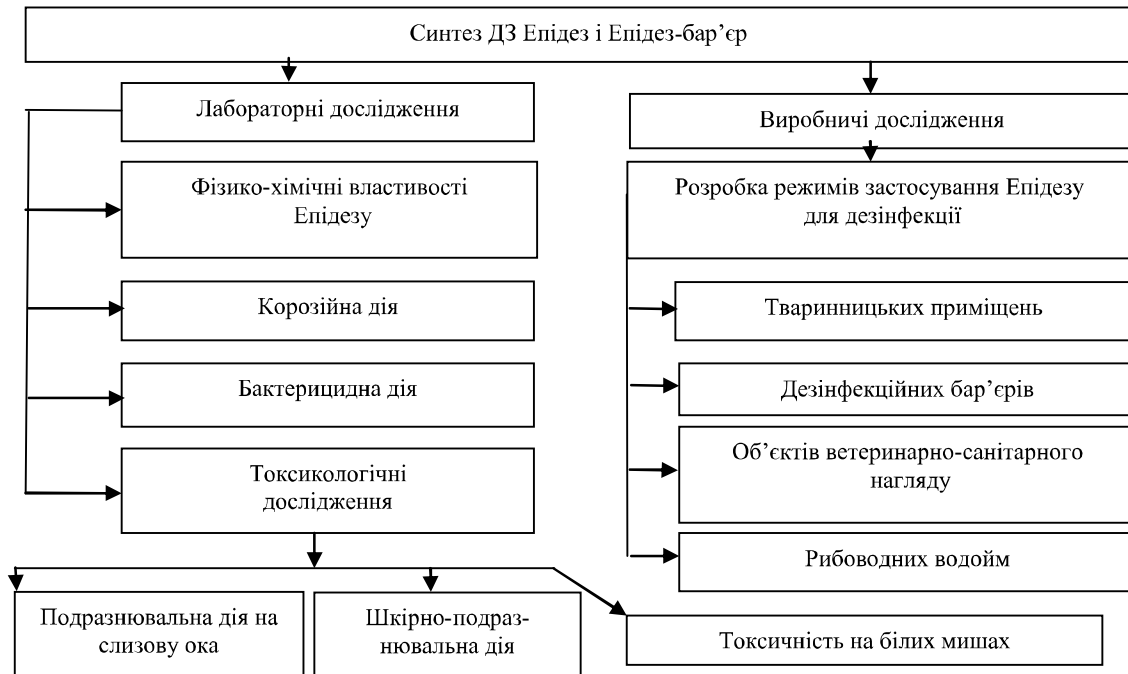 Синтез ДЗ Епідез і Епідез-бар’єр
Лабораторні дослідження
Виробничі дослідження
Фізико-хімічні властивості
Епідезу
Розробка режимів застосування Епідезу
для дезінфекції
Корозійна дія
Тваринницьких приміщень
Бактерицидна дія
Дезінфекційних бар’єрів
Токсикологічні
дослідження
Об’єктів ветеринарно-санітарного
нагляду
Рибоводних водойм
Подразнювальна дія на
слизову ока
Шкірно-подраз-
нювальна дія
Токсичність на білих мишах